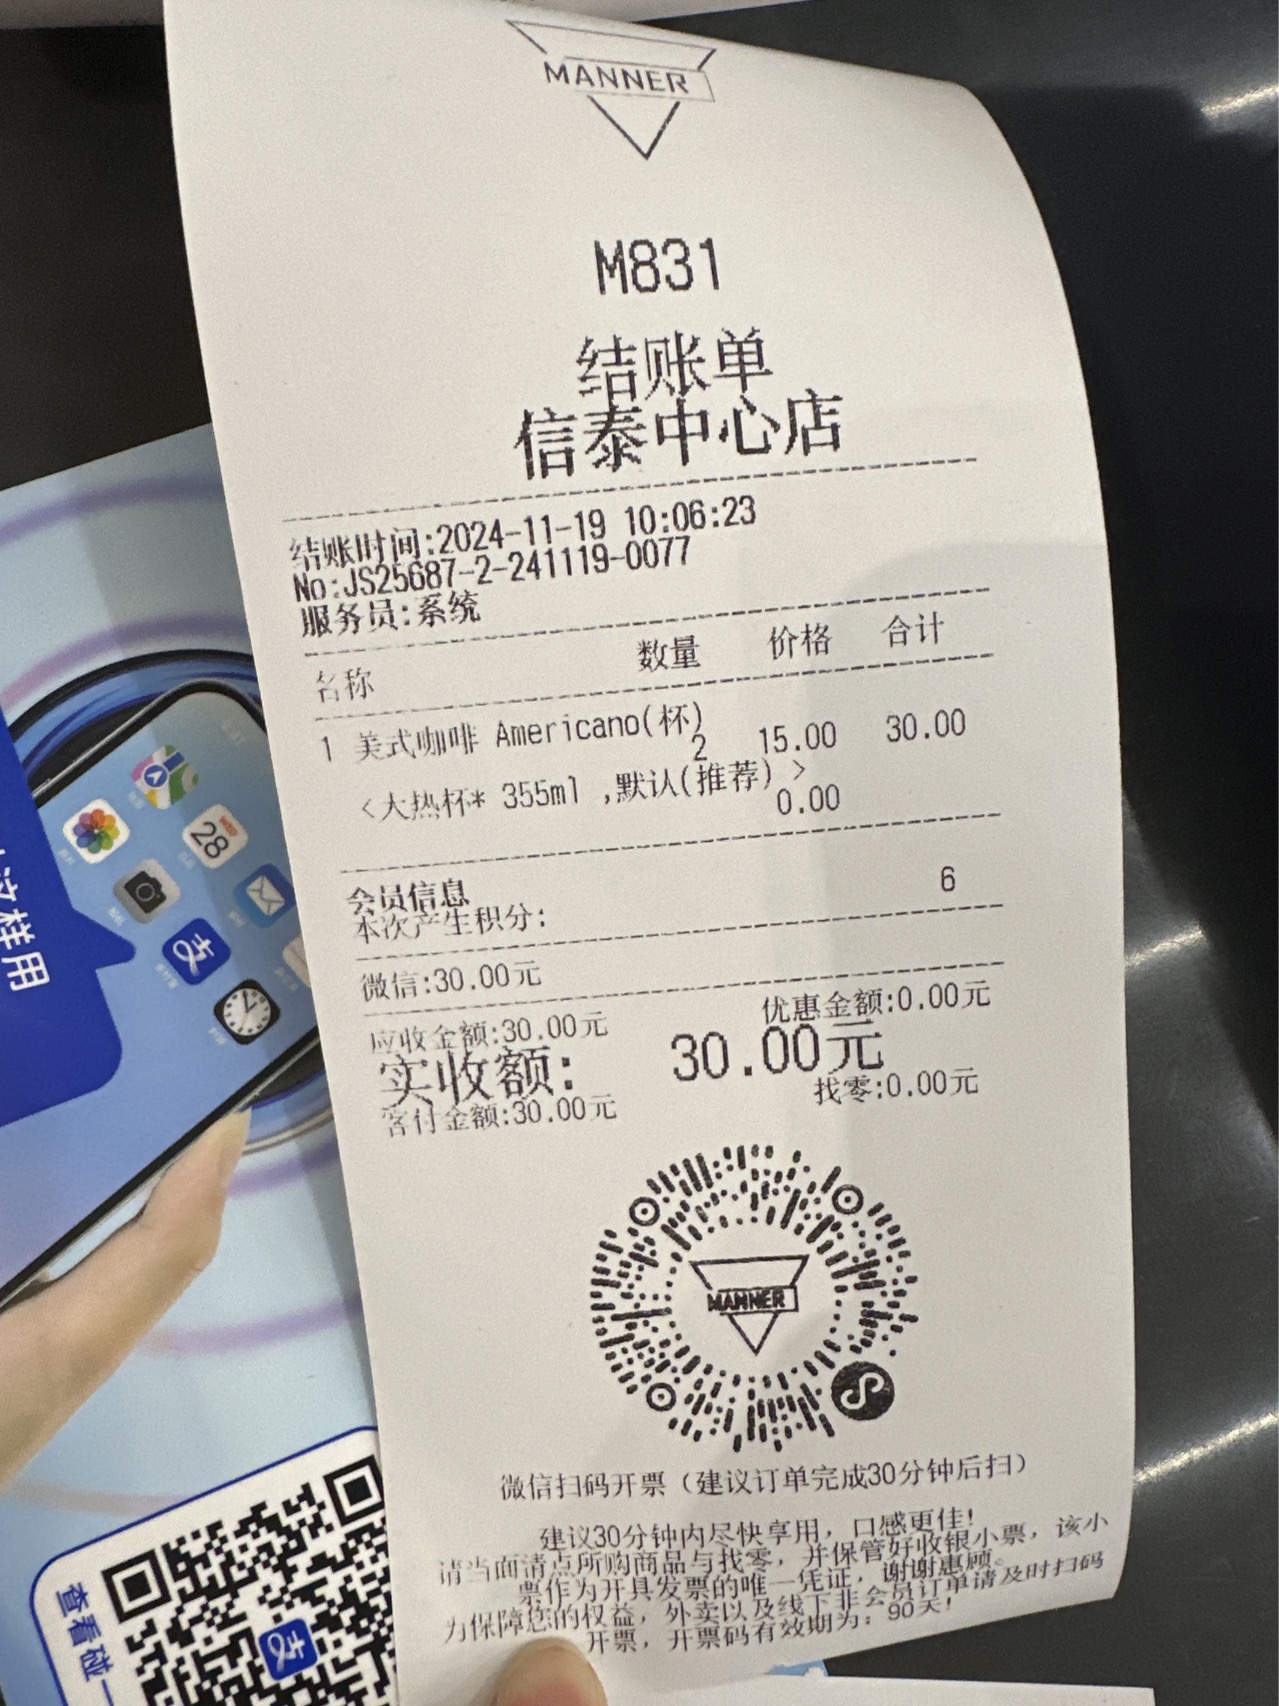 MANNER
M831
结账单
信泰中心店
结账时间:2024-11-19 10:06:23
No:JS25687-2-241119-0077
服务员:系统
名称 数量 价格 合计
1 美式咖啡 Americano(杯)
2 15.00 30.00
<大热杯* 355ml ,默认(推荐) >
0.00
会员信息
本次产生积分: 6
微信:30.00元
应收金额:30.00元 优惠金额:0.00元
实收额: 30.00元
客付金额:30.00元 找零:0.00元
MANNER
微信扫码开票(建议订单完成30分钟后扫)
建议30分钟内尽快享用，口感更佳!
请当面清点所购商品与找零，并保管好收银小票，该小
票作为开具发票的唯一凭证，谢谢惠顾。
为保障您的权益，外卖以及线下非会员订单请及时扫码
开票，开票码有效期为：90天!
这样用
28
支
查看碰一
支